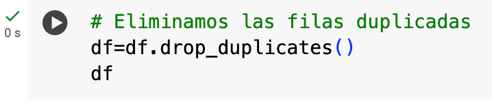 # Eliminamos las filas duplicadas
0 s
df=df.drop_duplicates()
df